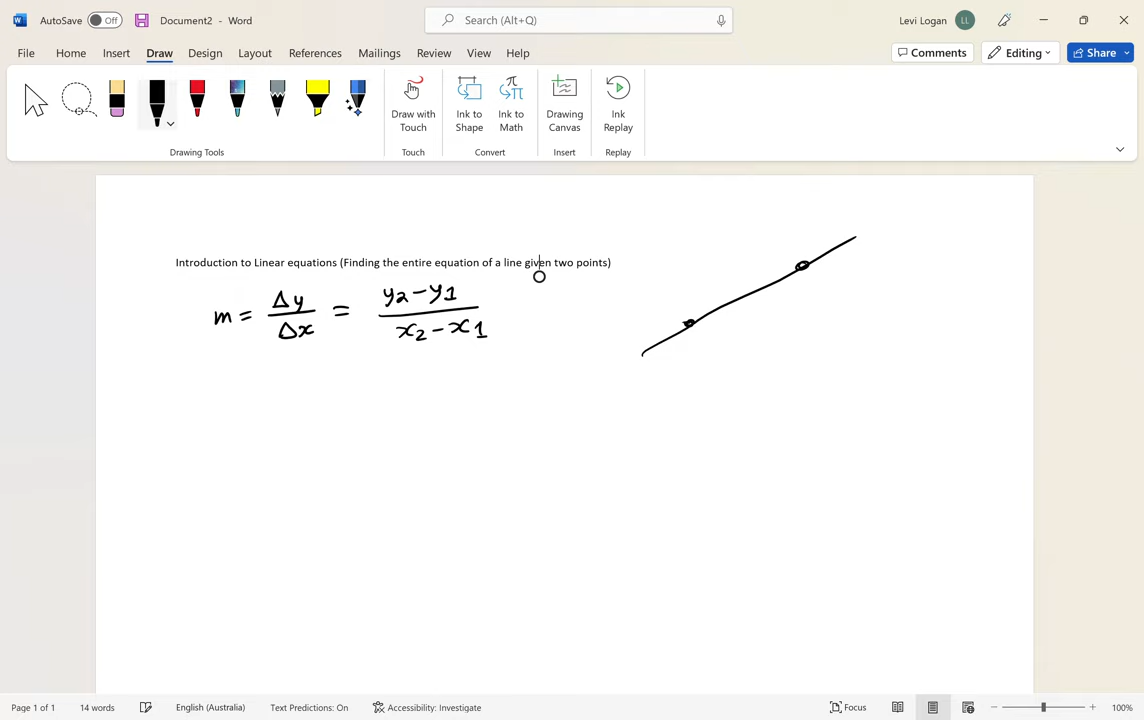 AutoSave Off Document2 - Word Search (Alt+Q) Levi Logan LL
File Home Insert Draw Design Layout References Mailings Review View Help Comments Editing Share
Draw with Touch Ink to Shape Ink to Math Drawing Canvas Ink Replay
Drawing Tools Touch Convert Insert Replay
Introduction to Linear equations (Finding the entire equation of a line given two points)
m = Δy/Δx = y₂ - y₁/x₂ - x₁
Page 1 of 1 14 words English (Australia) Text Predictions: On Accessibility: Investigate Focus 100%